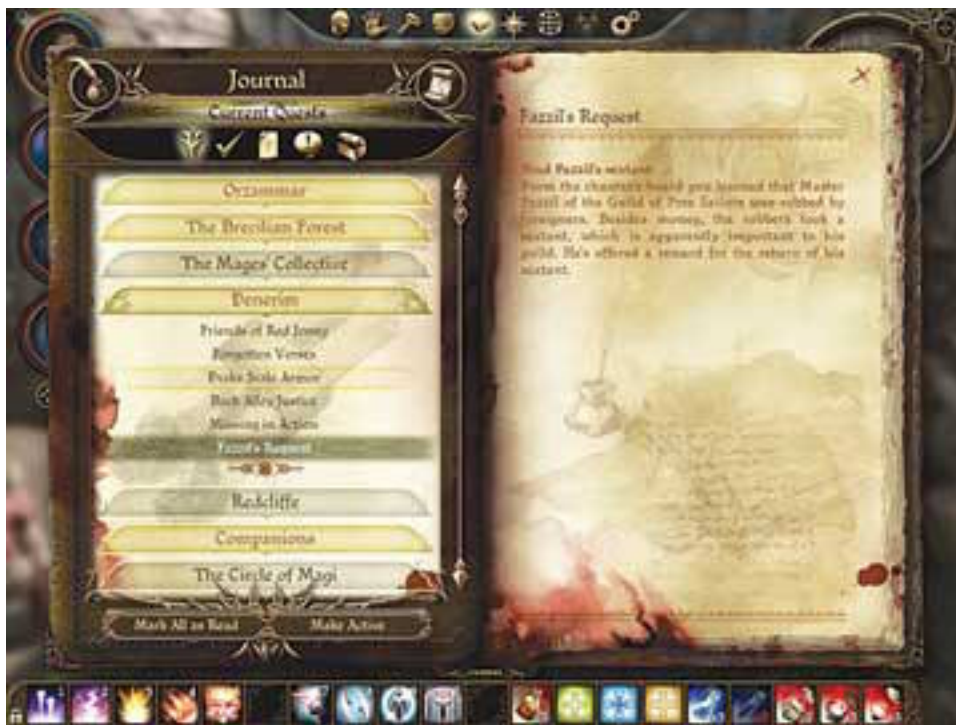 Journal
Current Quests
Orzammar
The Brecilian Forest
The Mages' Collective
Denerim
Friends of Red Jenny
Forgotten Verses
Drake Scale Armor
Back Alley Justice
Missing in Action
Fazzil's Request
Redcliffe
Companions
The Circle of Magi
Mark All as Read
Make Active
Fazzil's Request
Find Fazzil's sextant
From the chanter's board you learned that Master
Fazzil of the Guild of Free Sailors was robbed by
foreigners. Besides money, the robbers took a
sextant, which is apparently important to his
guild. He's offered a reward for the return of his
sextant.